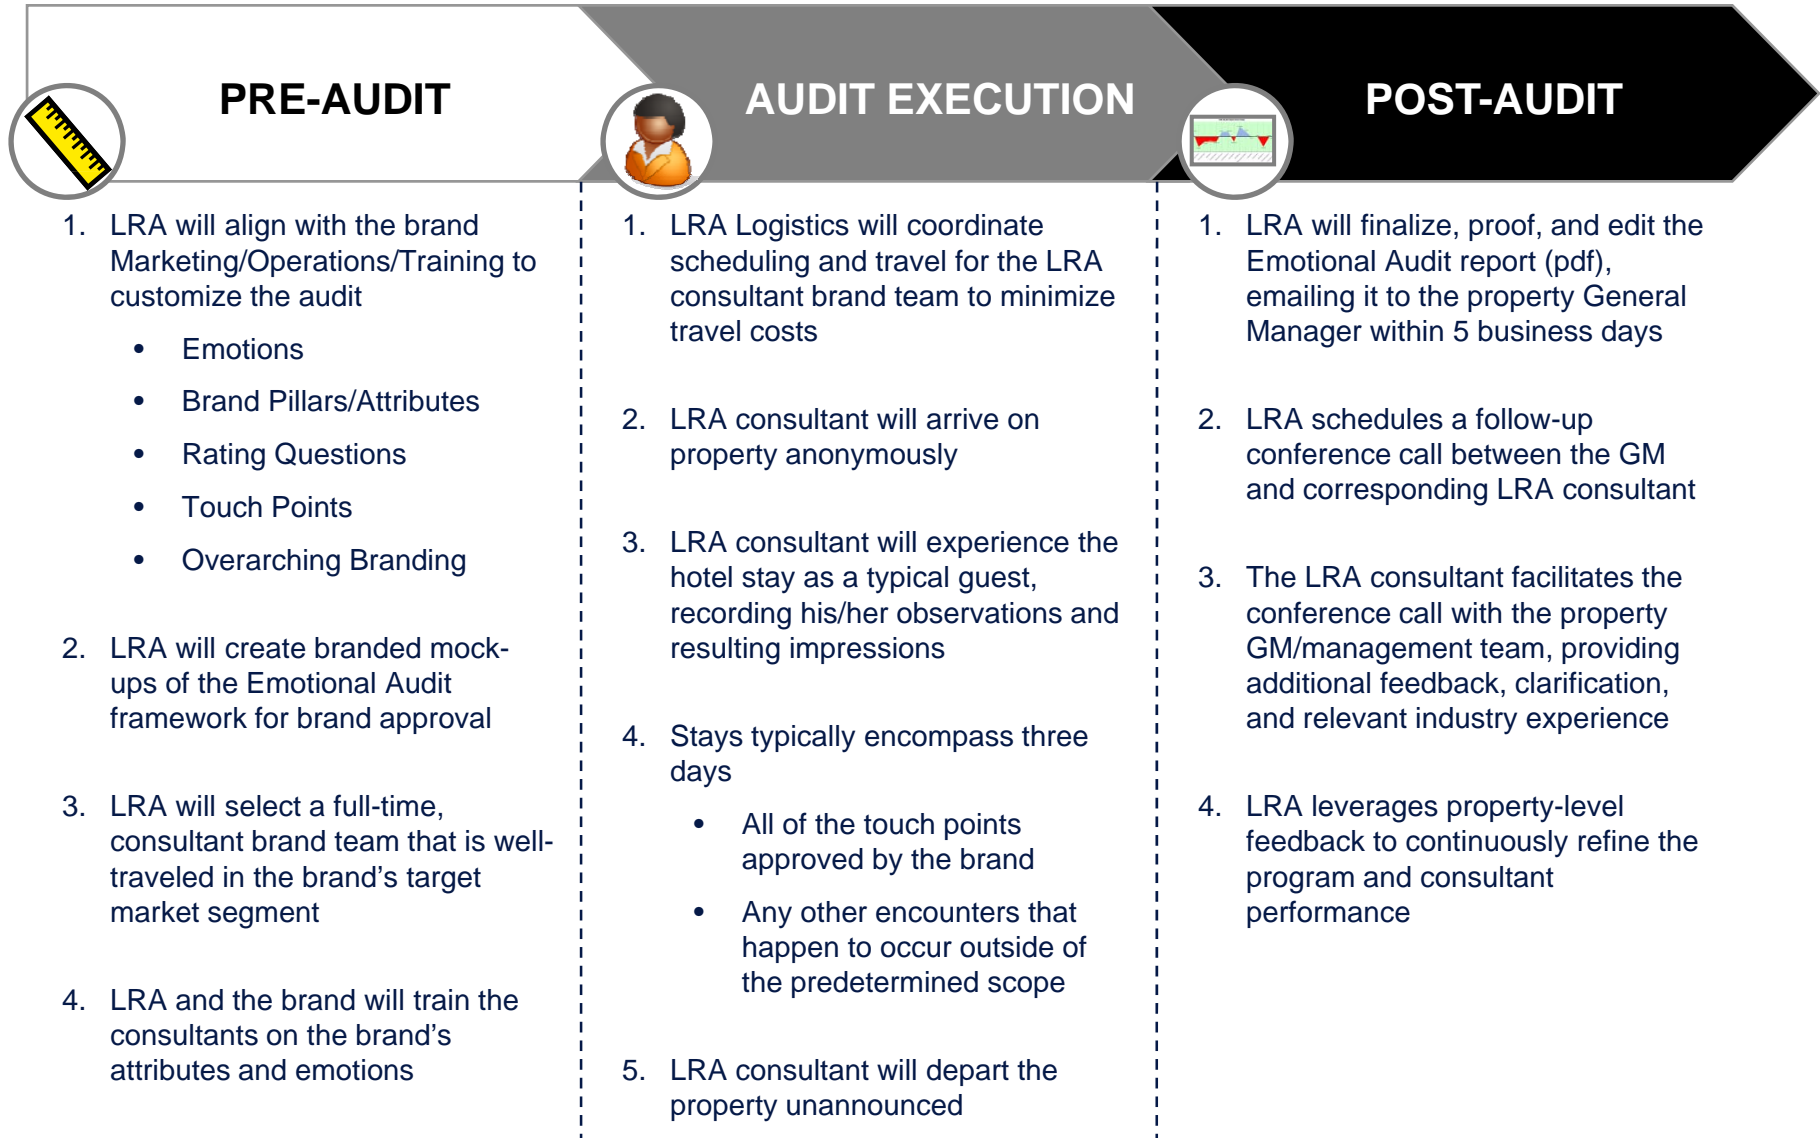 PRE-AUDIT
1. LRA will align with the brand
Marketing/Operations/Training to
customize the audit
• Emotions
• Brand Pillars/Attributes
• Rating Questions
• Touch Points
• Overarching Branding
2. LRA will create branded mock-
ups of the Emotional Audit
framework for brand approval
3. LRA will select a full-time,
consultant brand team that is well-
traveled in the brand’s target
market segment
4. LRA and the brand will train the
consultants on the brand’s
attributes and emotions
AUDIT EXECUTION
1. LRA Logistics will coordinate
scheduling and travel for the LRA
consultant brand team to minimize
travel costs
2. LRA consultant will arrive on
property anonymously
3. LRA consultant will experience the
hotel stay as a typical guest,
recording his/her observations and
resulting impressions
4. Stays typically encompass three
days
• All of the touch points
approved by the brand
• Any other encounters that
happen to occur outside of
the predetermined scope
5. LRA consultant will depart the
property unannounced
POST-AUDIT
1. LRA will finalize, proof, and edit the
Emotional Audit report (pdf),
emailing it to the property General
Manager within 5 business days
2. LRA schedules a follow-up
conference call between the GM
and corresponding LRA consultant
3. The LRA consultant facilitates the
conference call with the property
GM/management team, providing
additional feedback, clarification,
and relevant industry experience
4. LRA leverages property-level
feedback to continuously refine the
program and consultant
performance